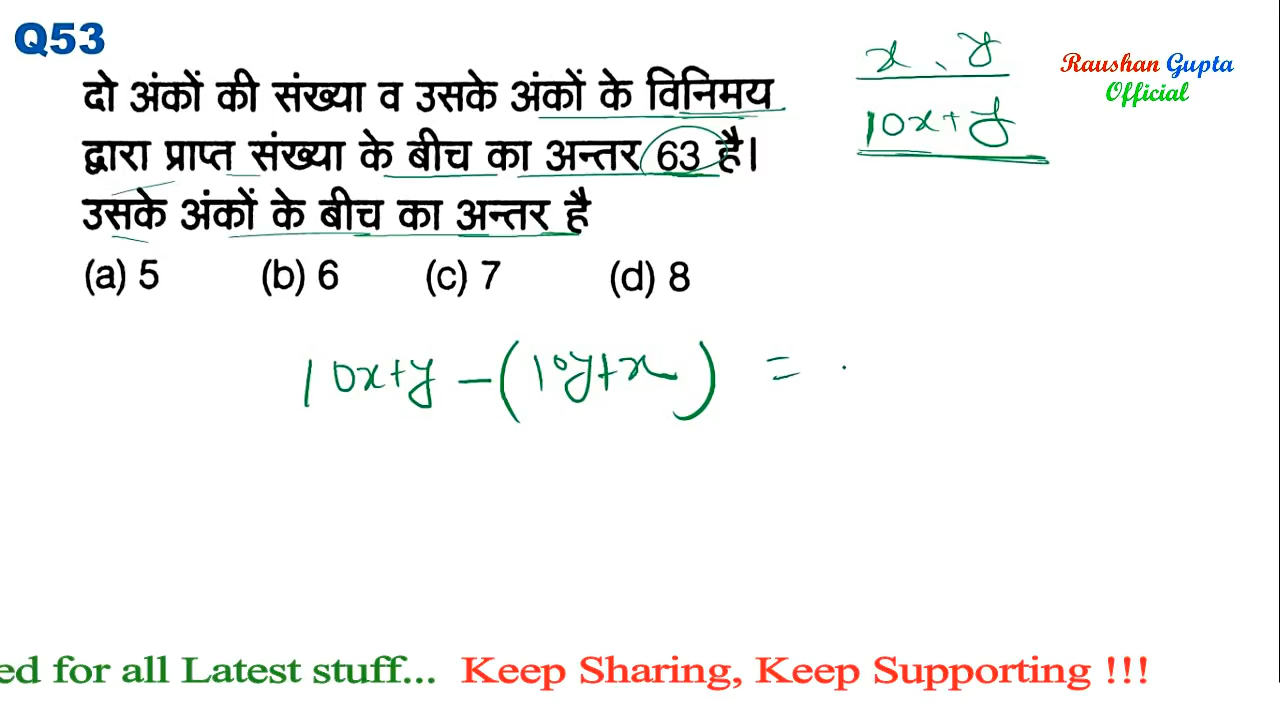 Q53
x, y
Raushan Gupta
Official
10x+y
दो अंकों की संख्या व उसके अंकों के विनिमय
द्वारा प्राप्त संख्या के बीच का अन्तर 63 है।
उसके अंकों के बीच का अन्तर है
(a) 5 (b) 6 (c) 7 (d) 8
10x+y - (10y+x) =
ed for all Latest stuff... Keep Sharing, Keep Supporting !!!